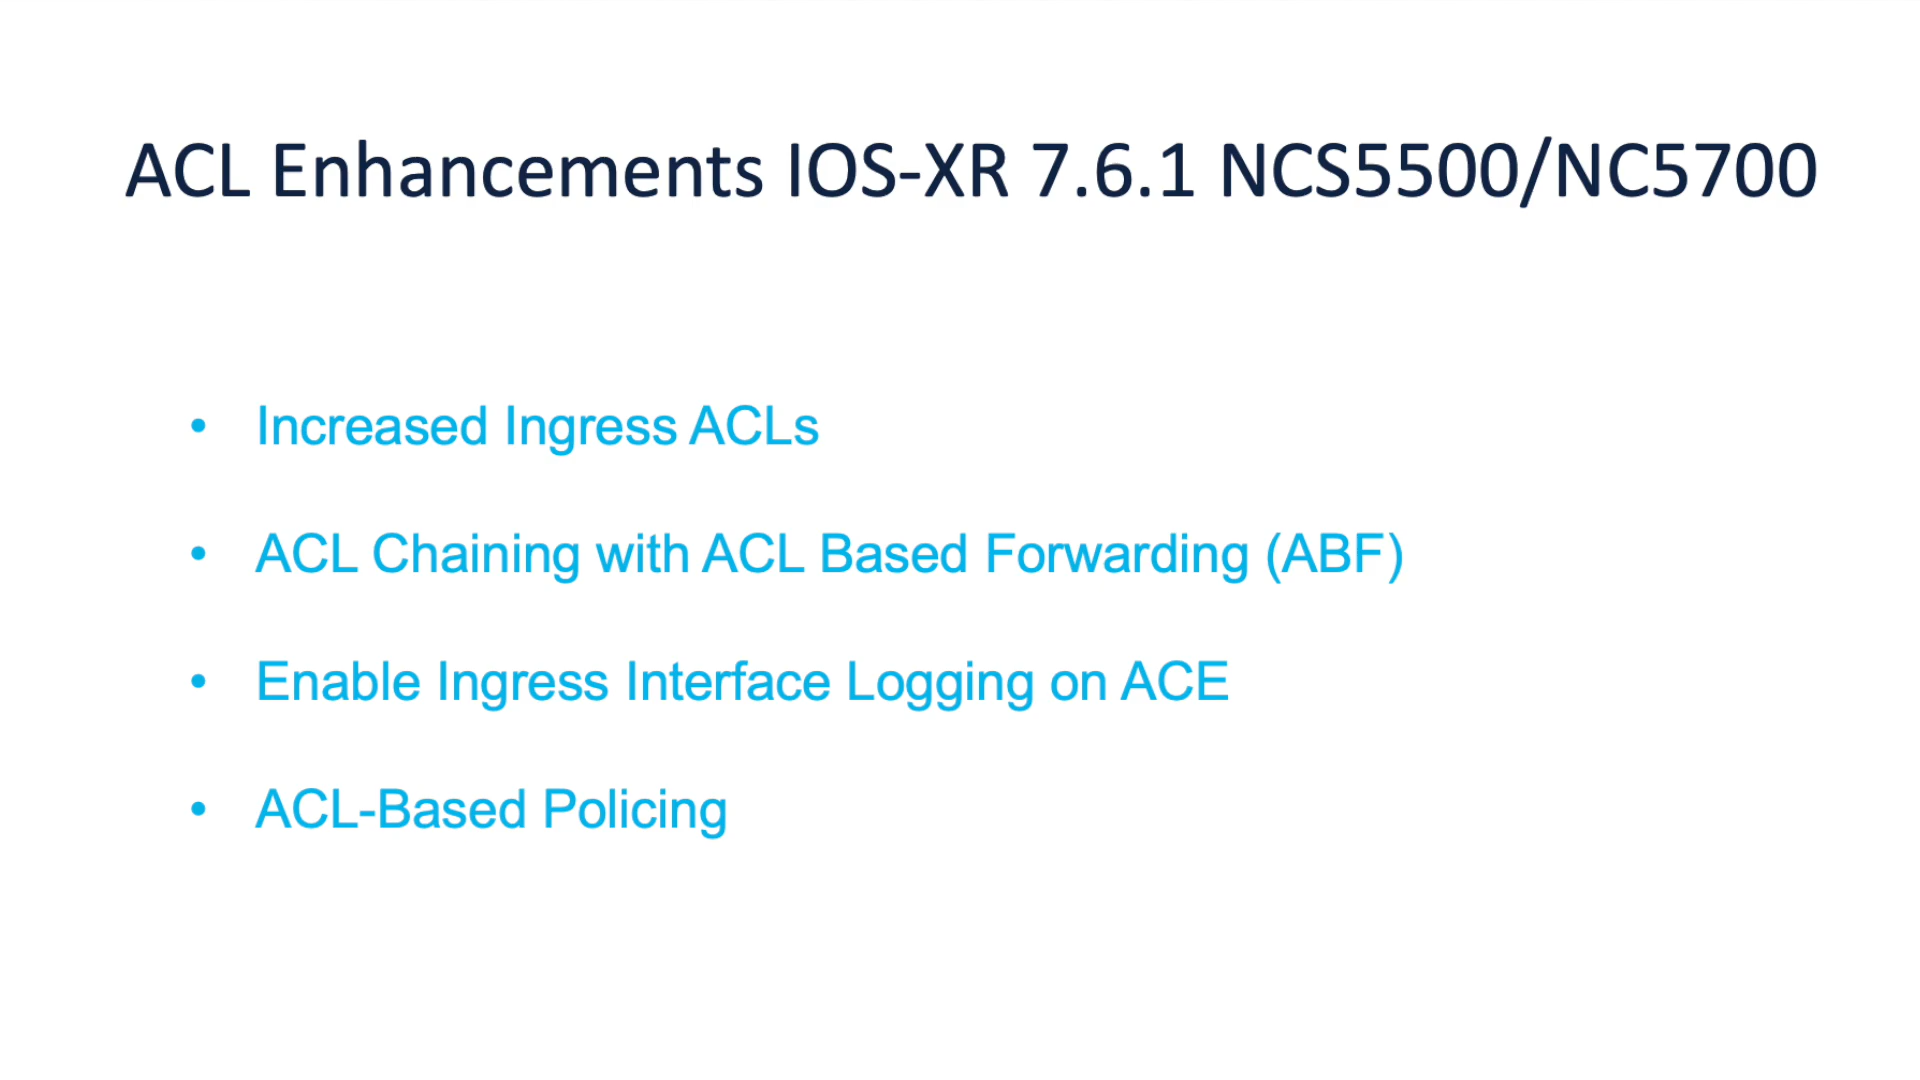 ACL Enhancements IOS-XR 7.6.1 NCS5500/NC5700
• Increased Ingress ACLs
• ACL Chaining with ACL Based Forwarding (ABF)
• Enable Ingress Interface Logging on ACE
• ACL-Based Policing